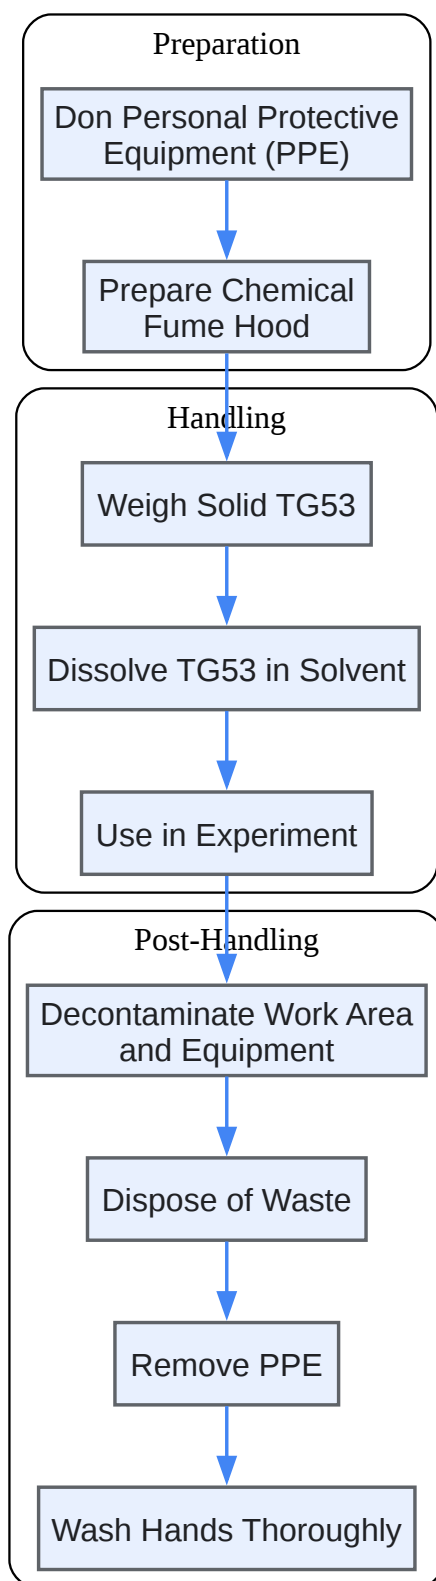 Preparation
Don Personal Protective
Equipment (PPE)
Prepare Chemical
Fume Hood
Handling
Weigh Solid TG53
Dissolve TG53 in Solvent
Use in Experiment
Post-Handling
Decontaminate Work Area
and Equipment
Dispose of Waste
Remove PPE
Wash Hands Thoroughly